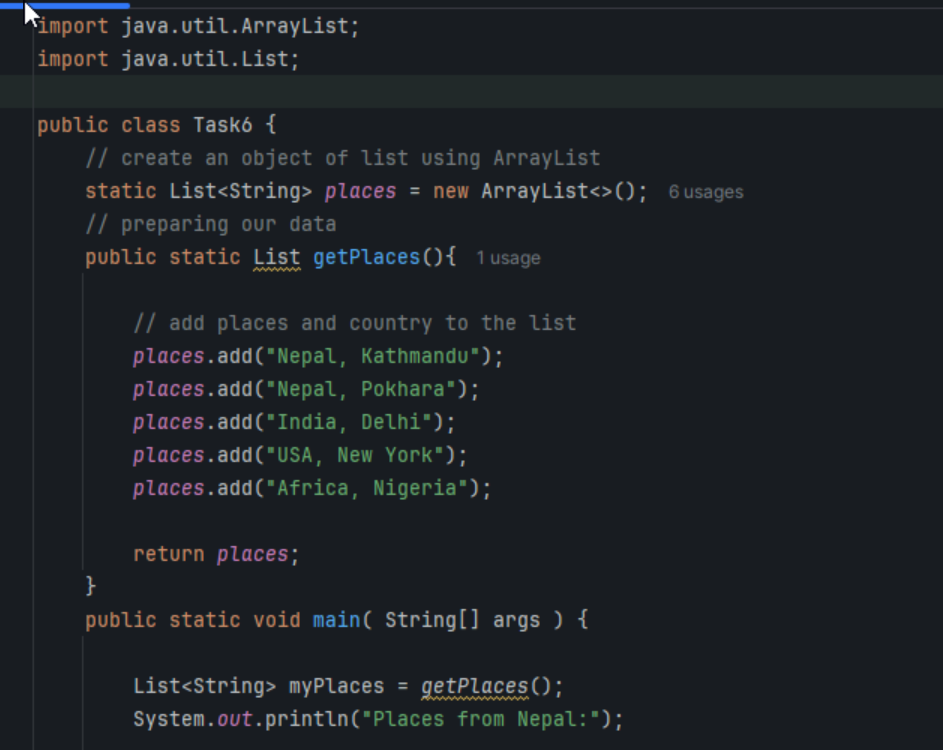 import java.util.ArrayList;
import java.util.List;
public class Task6 {
// create an object of list using ArrayList
static List<String> places = new ArrayList<>(); 6 usages
// preparing our data
public static List getPlaces(){ 1 usage
// add places and country to the list
places.add("Nepal, Kathmandu");
places.add("Nepal, Pokhara");
places.add("India, Delhi");
places.add("USA, New York");
places.add("Africa, Nigeria");
return places;
}
public static void main( String[] args ) {
List<String> myPlaces = getPlaces();
System.out.println("Places from Nepal:");